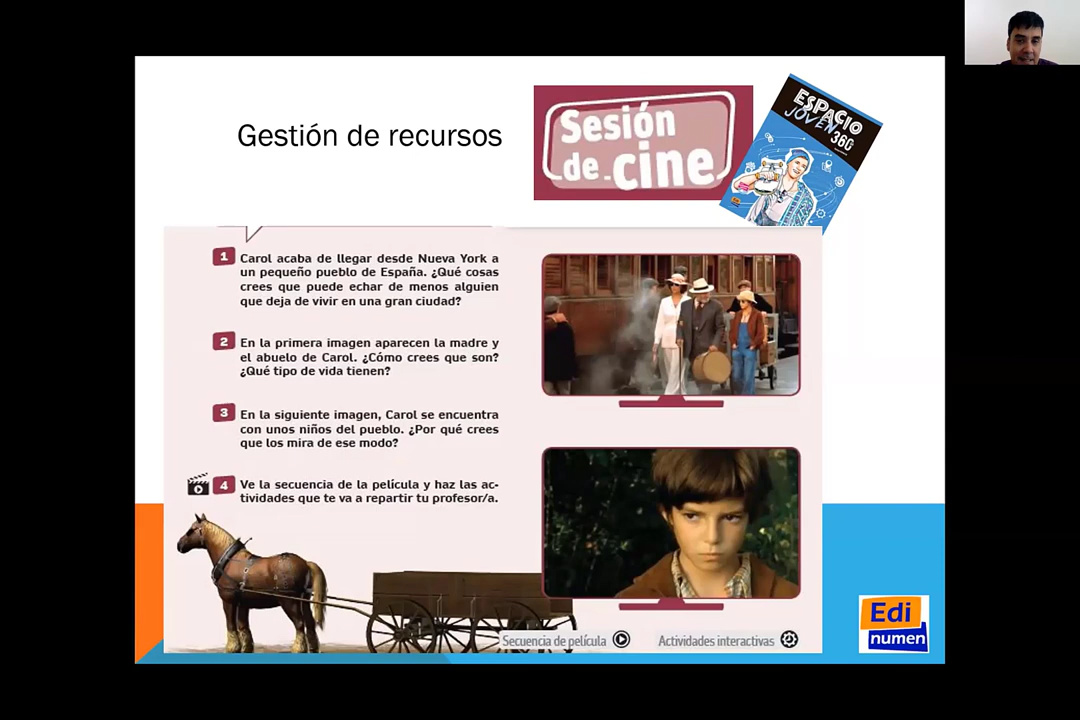 Gestión de recursos
Sesión
de cine
ESPACIO
JOVEN 360
1 Carol acaba de llegar desde Nueva York a
un pequeño pueblo de España. ¿Qué cosas
crees que puede echar de menos alguien
que deja de vivir en una gran ciudad?
2 En la primera imagen aparecen la madre y
el abuelo de Carol. ¿Cómo crees que son?
¿Qué tipo de vida tienen?
3 En la siguiente imagen, Carol se encuentra
con unos niños del pueblo. ¿Por qué crees
que los mira de ese modo?
4 Ve la secuencia de la película y haz las ac-
tividades que te va a repartir tu profesor/a.
Secuencia de película
Actividades interactivas
Edi
numen